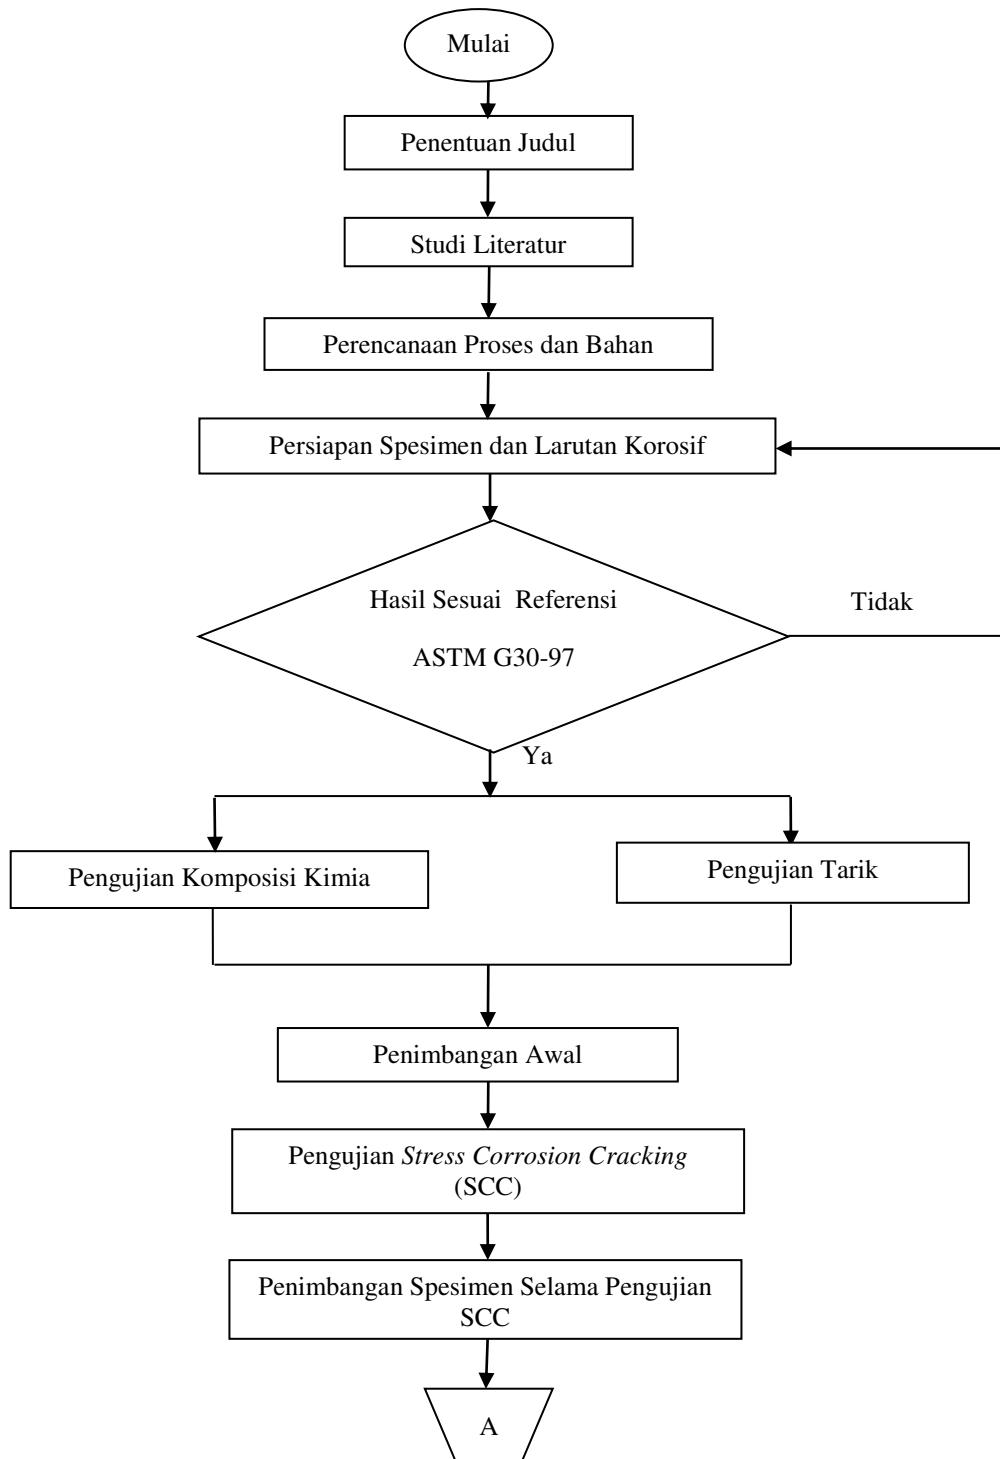 Mulai
Penentuan Judul
Studi Literatur
Perencanaan Proses dan Bahan
Persiapan Spesimen dan Larutan Korosif
Hasil Sesuai  Referensi
ASTM G30-97
Tidak
Ya
Pengujian Komposisi Kimia
Pengujian Tarik
Penimbangan Awal
Pengujian Stress Corrosion Cracking
(SCC)
Penimbangan Spesimen Selama Pengujian
SCC
A